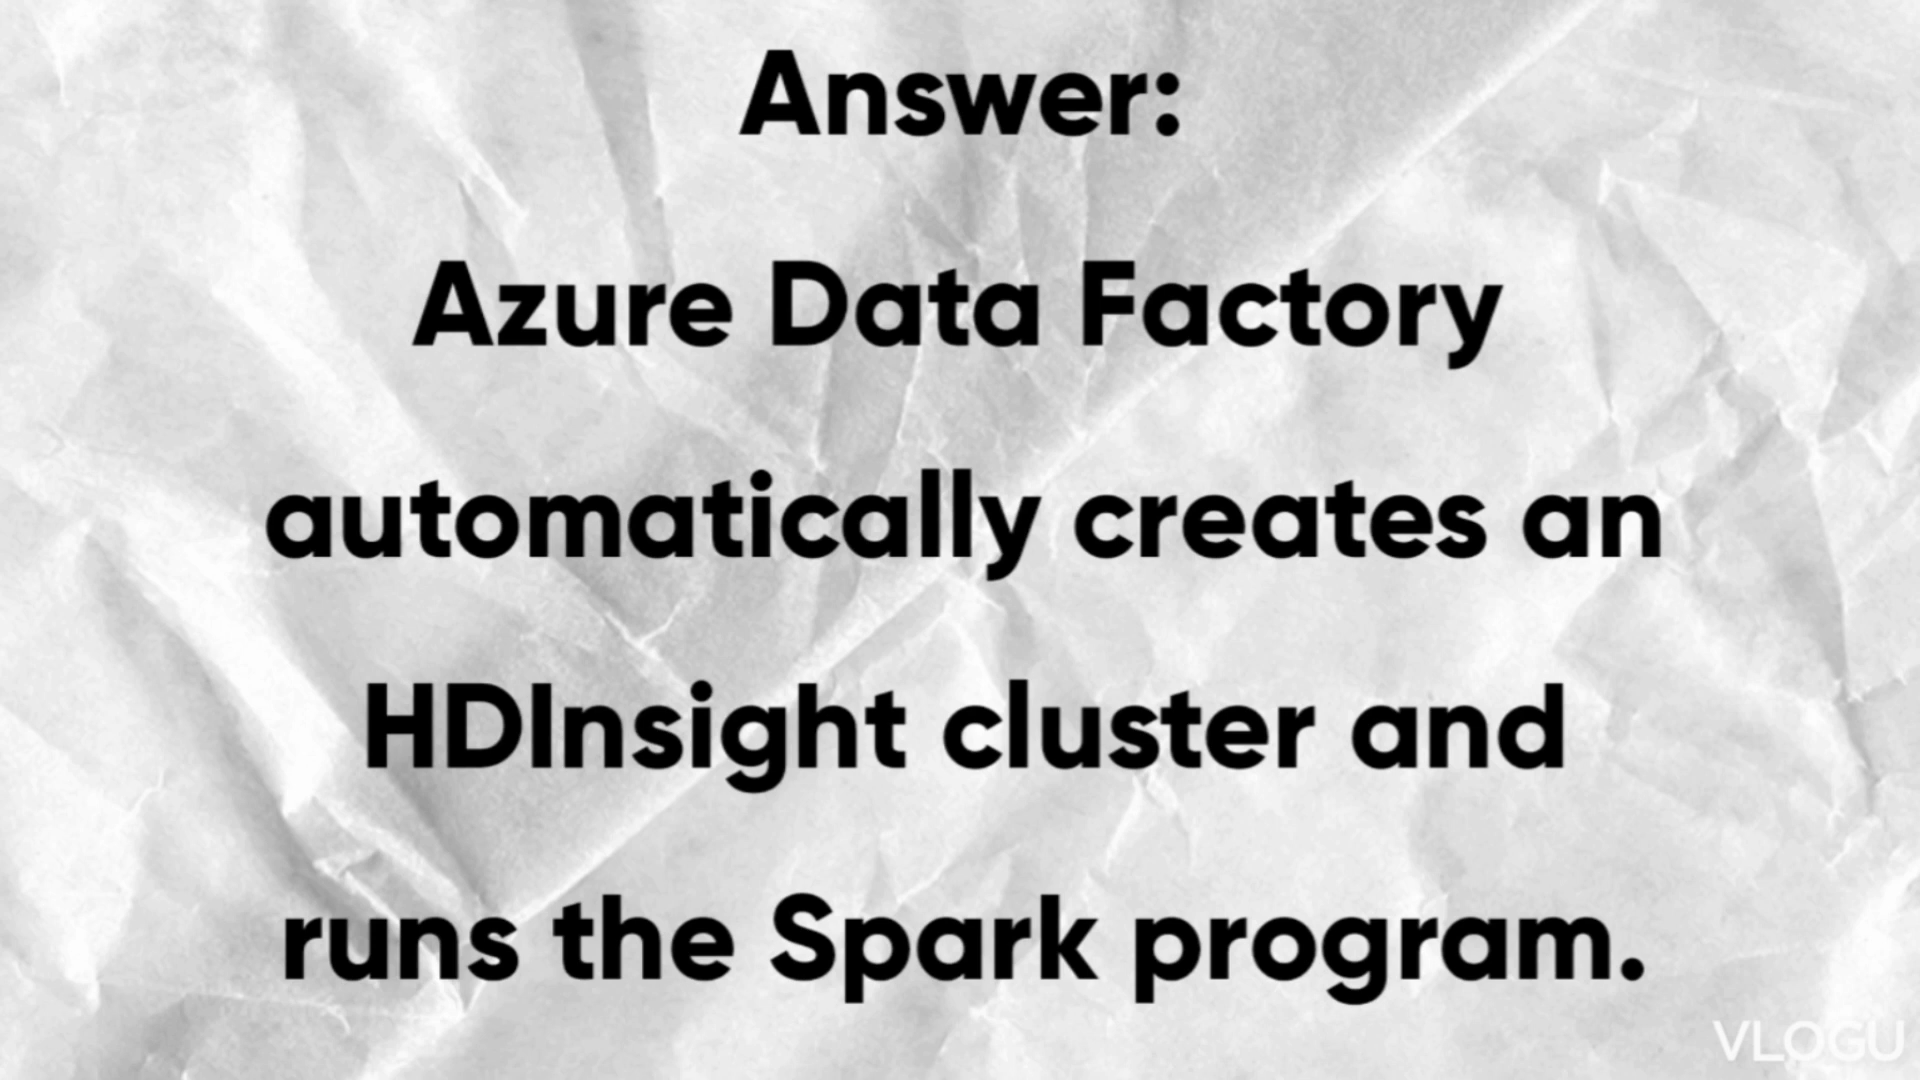 Answer:
Azure Data Factory
automatically creates an
HDInsight cluster and
runs the Spark program.
VLOGU